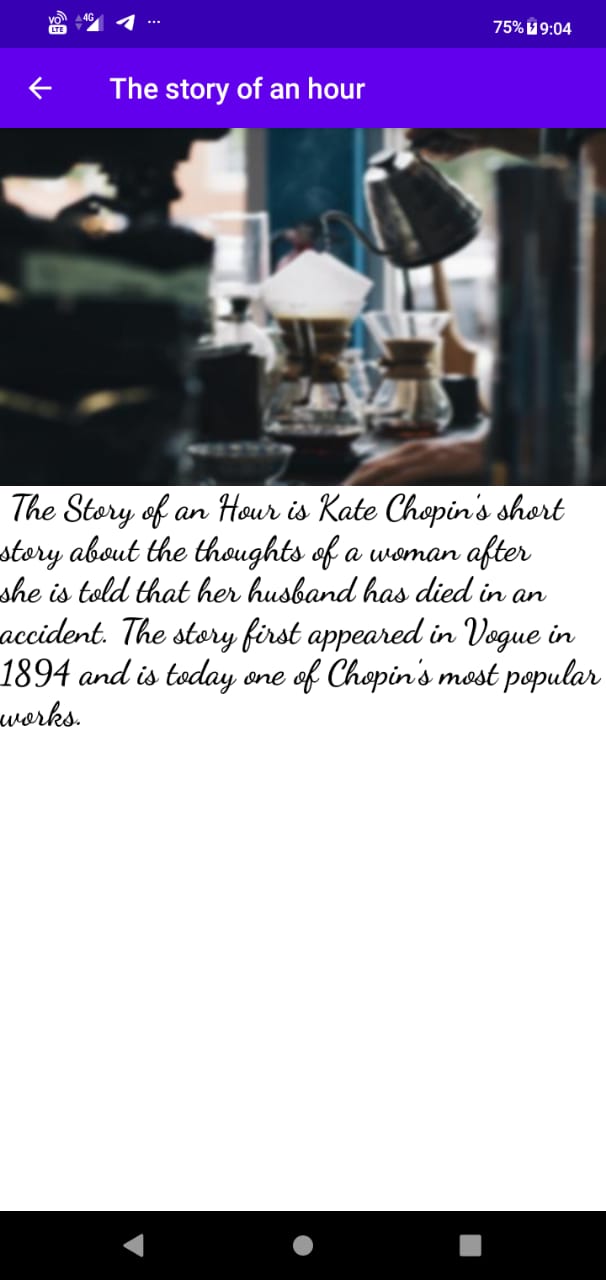 VO LTE 4G ... 75% 9:04
The story of an hour
The Story of an Hour is Kate Chopin's short
story about the thoughts of a woman after
she is told that her husband has died in an
accident. The story first appeared in Vogue in
1894 and is today one of Chopin's most popular
works.